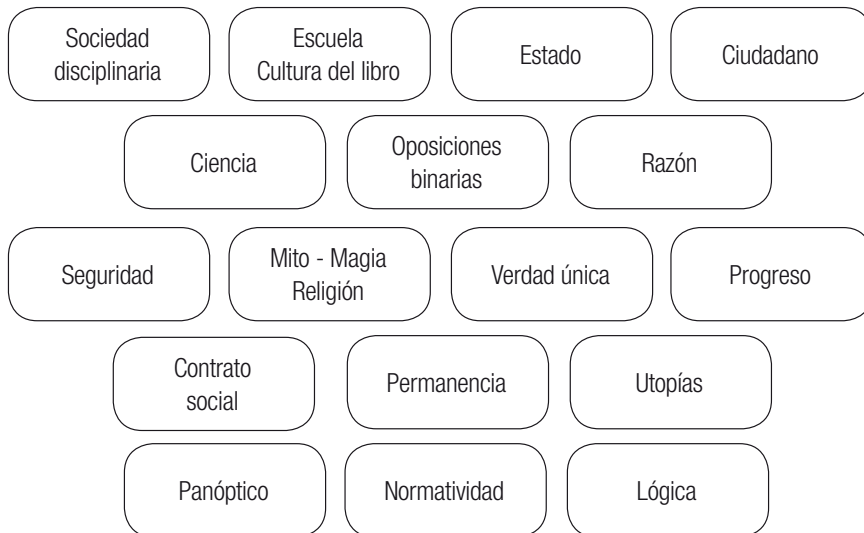 Sociedad
disciplinaria
Escuela
Cultura del libro
Estado
Ciudadano
Ciencia
Oposiciones
binarias
Razón
Seguridad
Mito - Magia
Religión
Verdad única
Progreso
Contrato
social
Permanencia
Utopías
Panóptico
Normatividad
Lógica